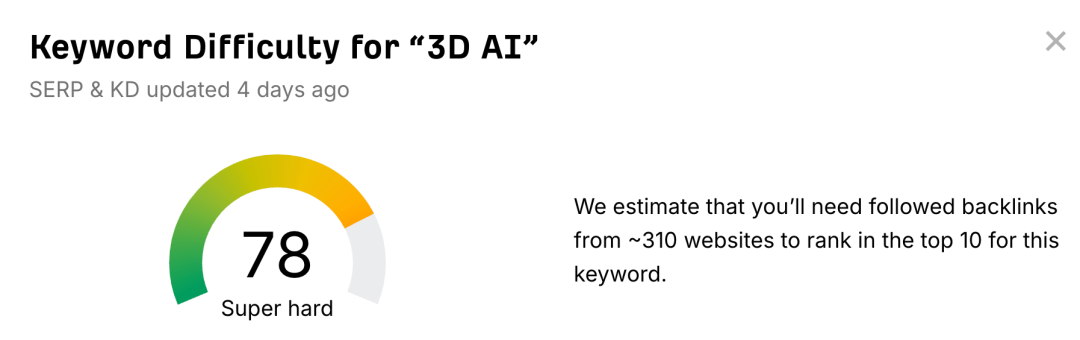 Keyword Difficulty for “3D AI”
SERP & KD updated 4 days ago
78
Super hard
We estimate that you’ll need followed backlinks
from ~310 websites to rank in the top 10 for this
keyword.